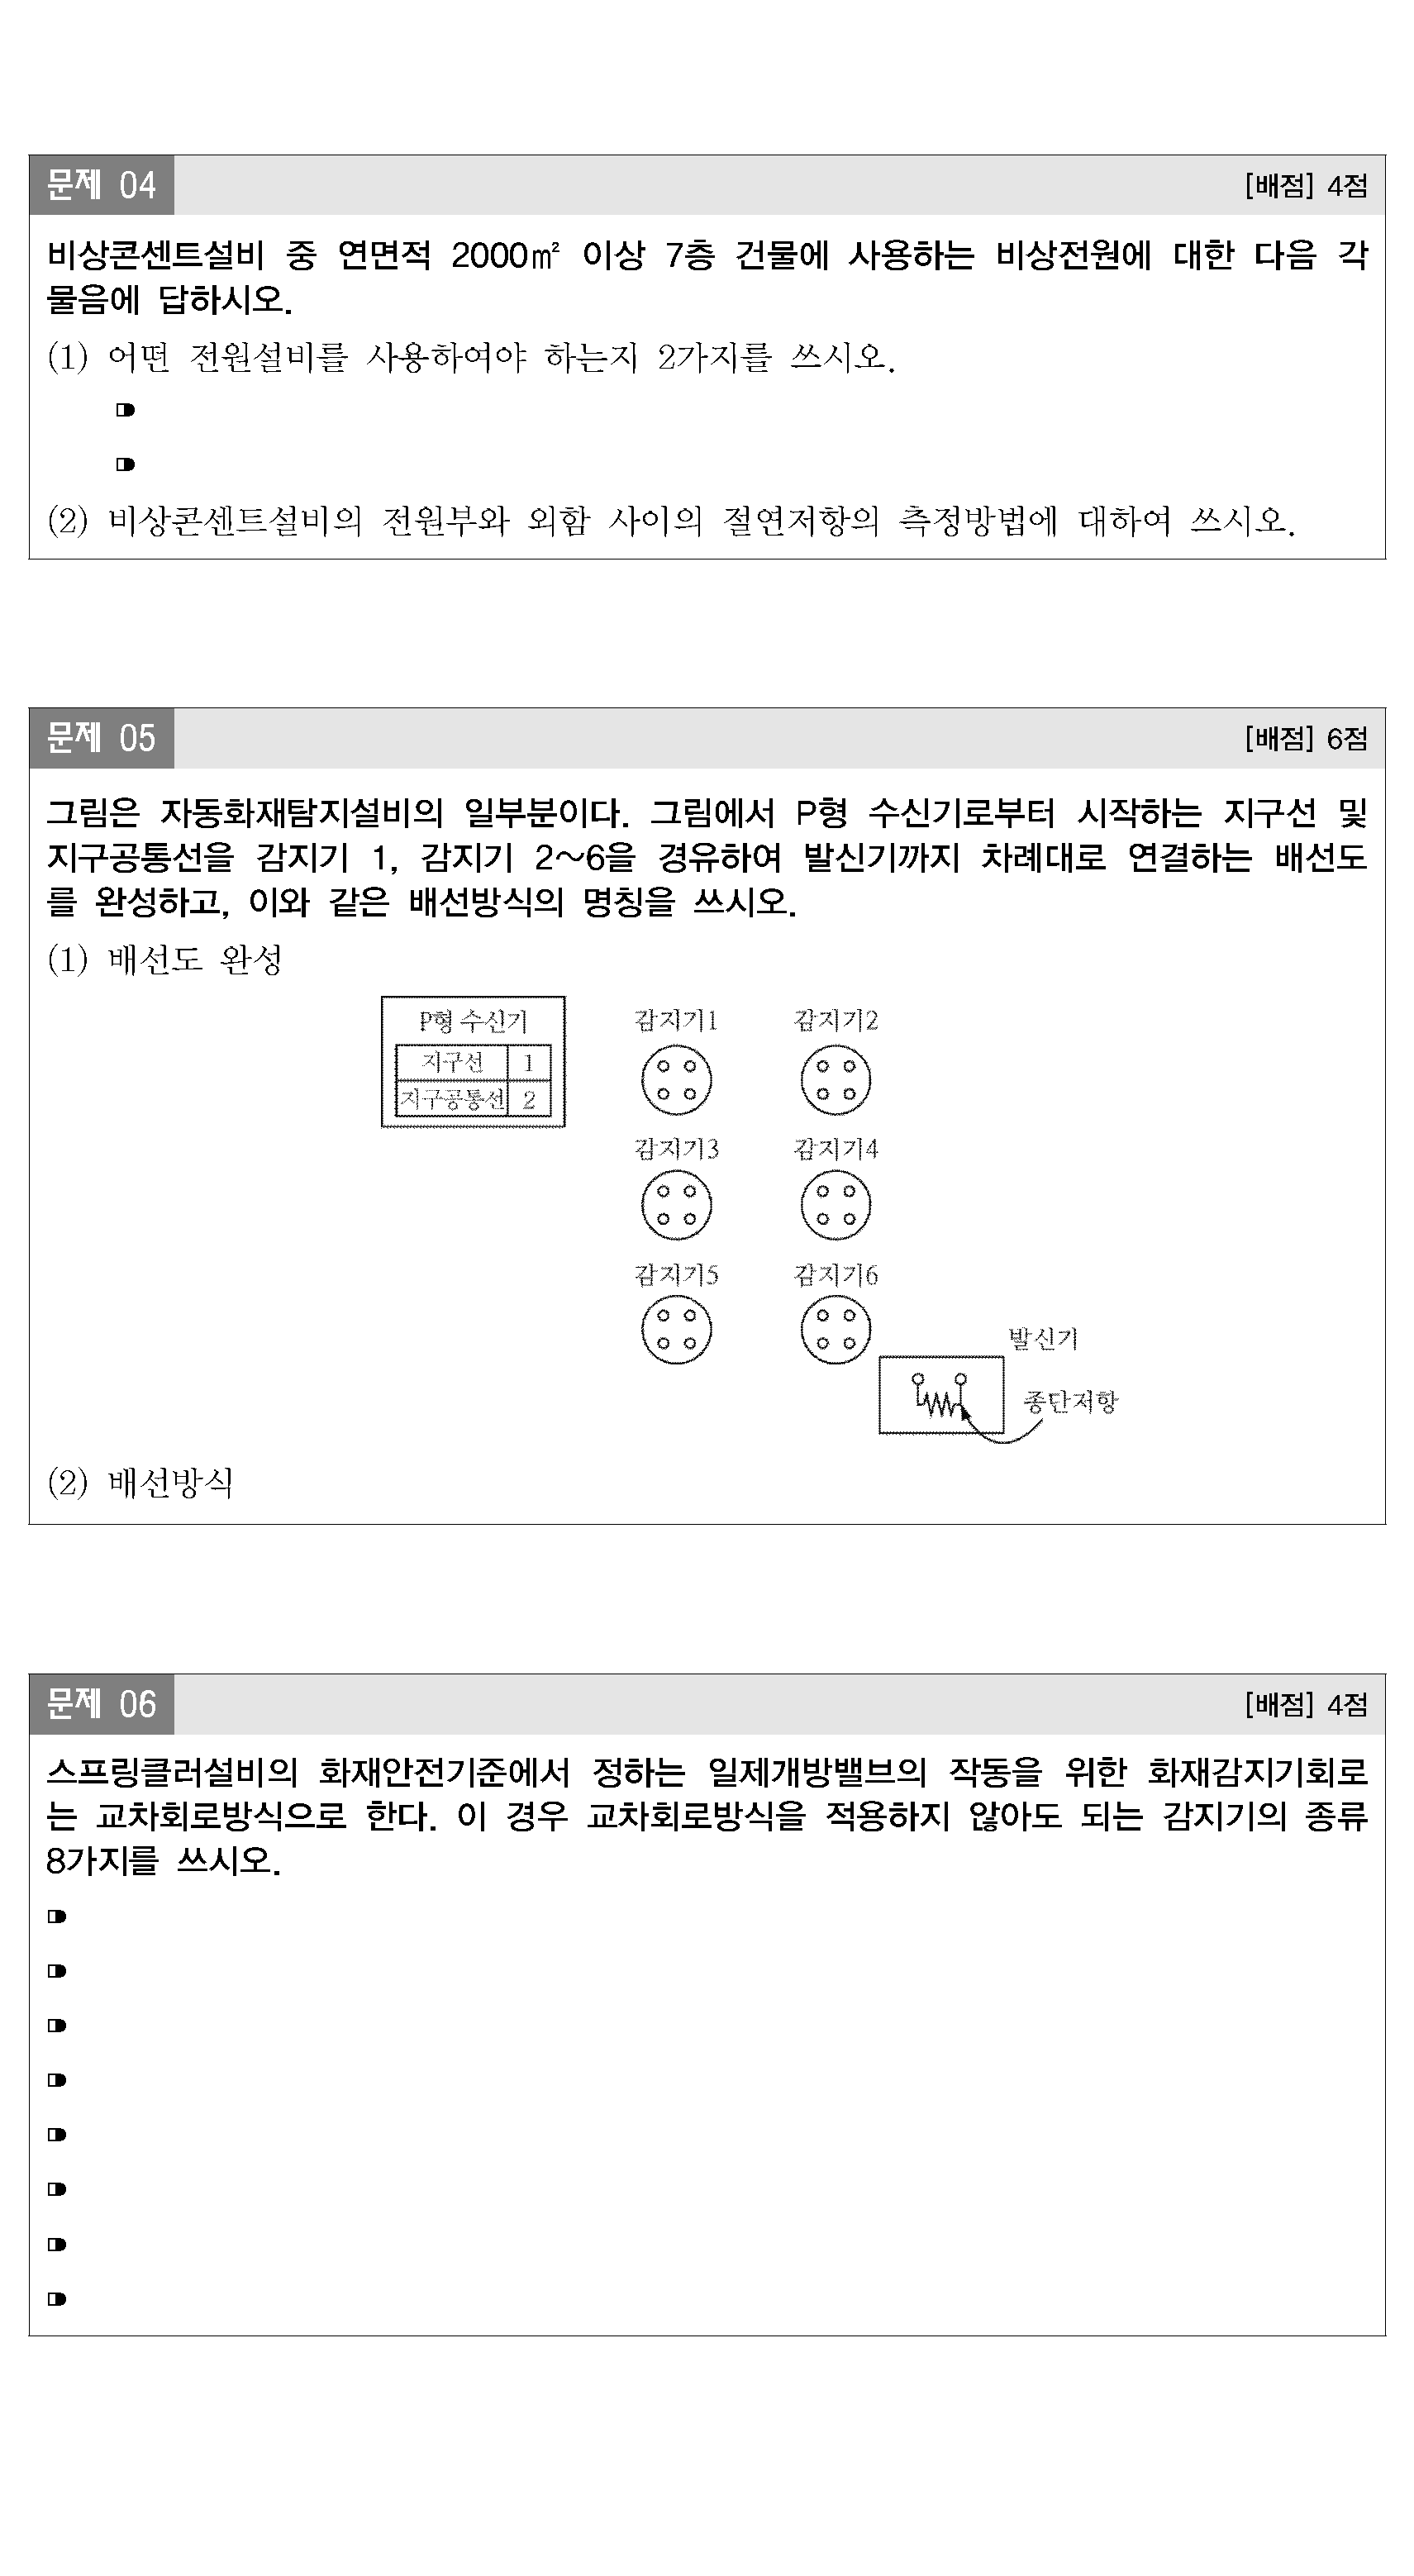 문제 04 [배점] 4점
비상콘센트설비 중 연면적 2000㎡ 이상 7층 건물에 사용하는 비상전원에 대한 다음 각
물음에 답하시오.
(1) 어떤 전원설비를 사용하여야 하는지 2가지를 쓰시오.
(2) 비상콘센트설비의 전원부와 외함 사이의 절연저항의 측정방법에 대하여 쓰시오.
문제 05 [배점] 6점
그림은 자동화재탐지설비의 일부분이다. 그림에서 P형 수신기로부터 시작하는 지구선 및
지구공통선을 감지기 1, 감지기 2~6을 경유하여 발신기까지 차례대로 연결하는 배선도
를 완성하고, 이와 같은 배선방식의 명칭을 쓰시오.
(1) 배선도 완성
P형 수신기 감지기1 감지기2
지구선 1
지구공통선 2
감지기3 감지기4
감지기5 감지기6
발신기
종단저항
(2) 배선방식
문제 06 [배점] 4점
스프링클러설비의 화재안전기준에서 정하는 일제개방밸브의 작동을 위한 화재감지기회로
는 교차회로방식으로 한다. 이 경우 교차회로방식을 적용하지 않아도 되는 감지기의 종류
8가지를 쓰시오.